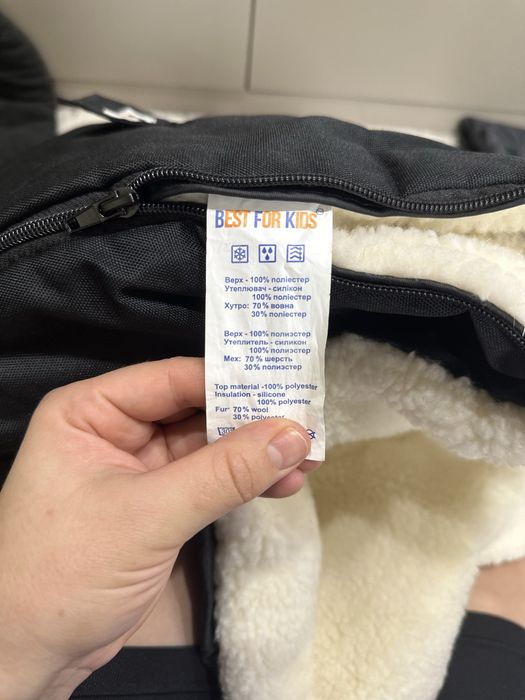 BEST FOR KIDS®
Верх - 100% поліестер
Утеплювач - силікон
100% поліестер
Хутро: 70% вовна
30% поліестер
Верх - 100% полиэстер
Утеплитель - силикон
100% полиэстер
Мех: 70% шерсть
30% полиэстер
Top material -100% polyester
Insulation - silicone
100% polyester
Fur: 70% wool
30% polyester